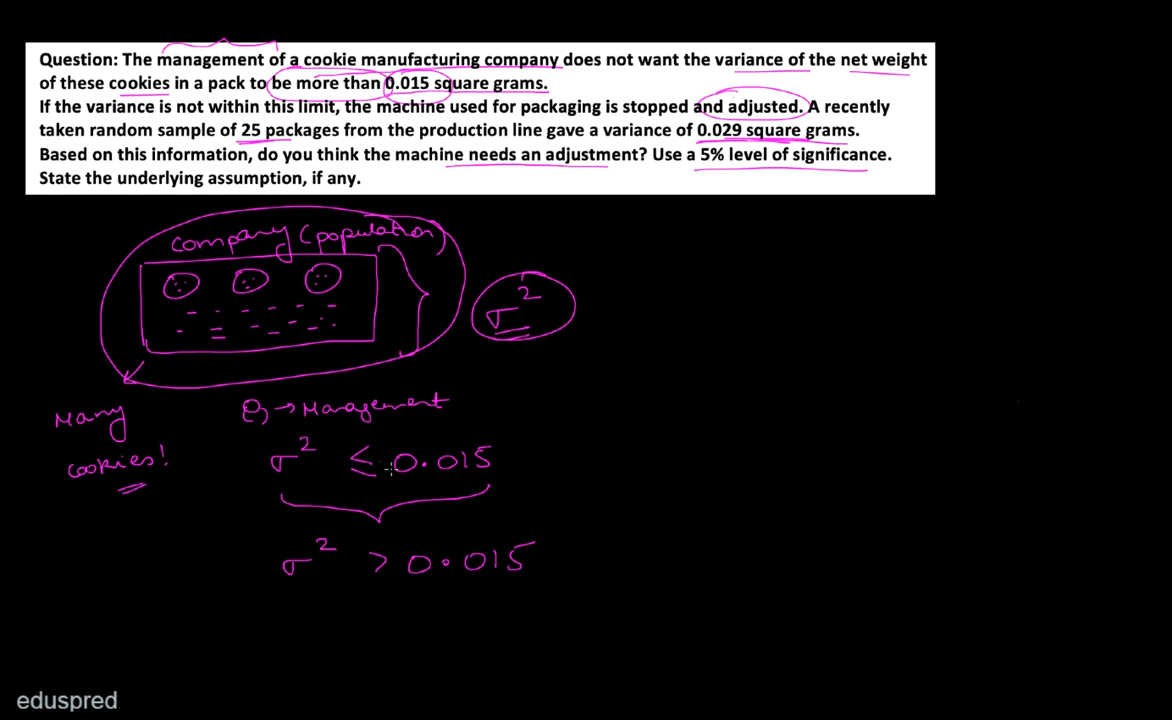 Question: The management of a cookie manufacturing company does not want the variance of the net weight
of these cookies in a pack to be more than 0.015 square grams.
If the variance is not within this limit, the machine used for packaging is stopped and adjusted. A recently
taken random sample of 25 packages from the production line gave a variance of 0.029 square grams.
Based on this information, do you think the machine needs an adjustment? Use a 5% level of significance.
State the underlying assumption, if any.
Company (population)
σ²
Many
cookies!
→ Management
σ² ≤ 0.015
σ² > 0.015
eduspred